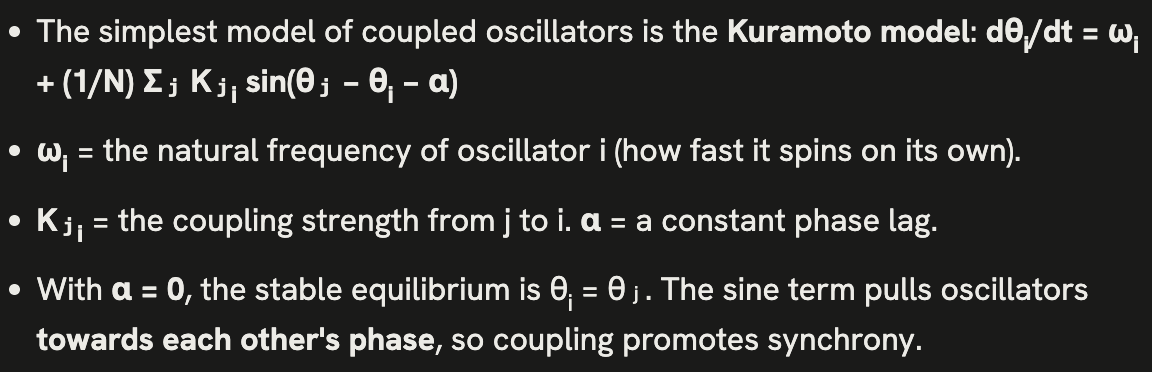 • The simplest model of coupled oscillators is the Kuramoto model: dθᵢ/dt = ωᵢ
+ (1/N) Σⱼ Kⱼᵢ sin(θⱼ − θᵢ − α)
• ωᵢ = the natural frequency of oscillator i (how fast it spins on its own).
• Kⱼᵢ = the coupling strength from j to i. α = a constant phase lag.
• With α = 0, the stable equilibrium is θᵢ = θⱼ. The sine term pulls oscillators
towards each other's phase, so coupling promotes synchrony.